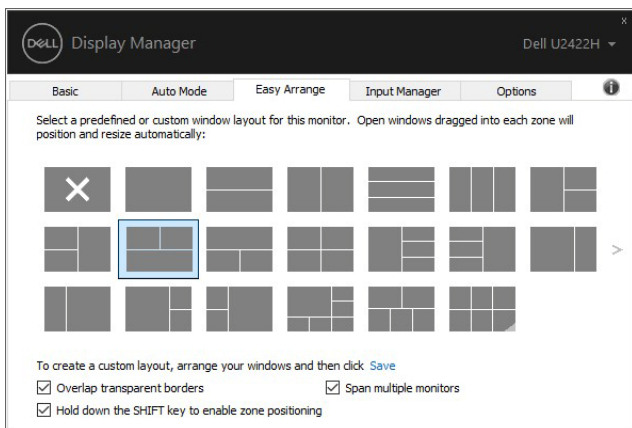 x
DELL Display Manager Dell U2422H
Basic Auto Mode Easy Arrange Input Manager Options i
Select a predefined or custom window layout for this monitor. Open windows dragged into each zone will
position and resize automatically:
>
To create a custom layout, arrange your windows and then click Save
Overlap transparent borders Span multiple monitors
Hold down the SHIFT key to enable zone positioning